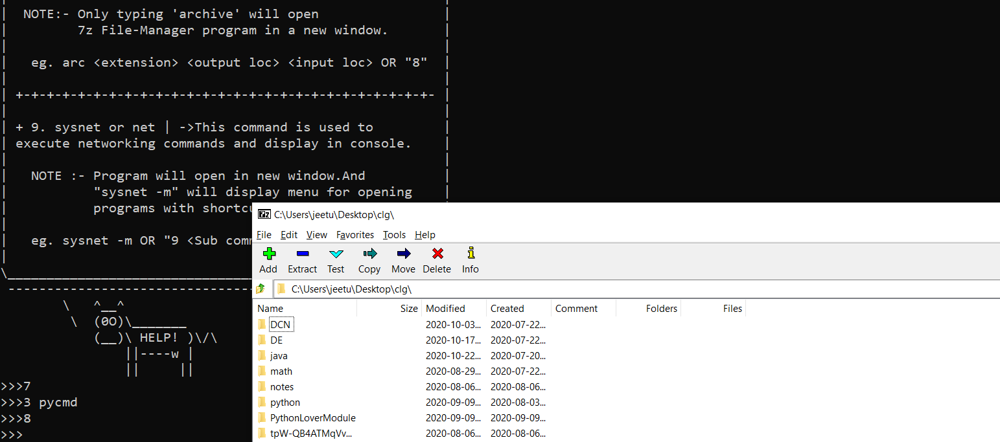 | NOTE:- Only typing 'archive' will open |
| 7z File-Manager program in a new window. |
| |
| eg. arc <extension> <output loc> <input loc> OR "8" |
| |
| +-+-+-+-+-+-+-+-+-+-+-+-+-+-+-+-+-+-+-+-+-+-+-+-+-+-+- |
| |
| + 9. sysnet or net | ->This command is used to |
| execute networking commands and display in console. |
| |
| NOTE :- Program will open in new window.And |
| "sysnet -m" will display menu for opening |
| programs with shortcu
|
| eg. sysnet -m OR "9 <Sub com
|
\________________________________
 --------------------------------
        \   ^__^
         \  (0O)\_______
            (__)\ HELP! )\/\
                ||----w |
                ||     ||
>>>7
>>>3 pycmd
>>>8
>>>
C:\Users\jeetu\Desktop\clg\
File Edit View Favorites Tools Help
Add Extract Test Copy Move Delete Info
C:\Users\jeetu\Desktop\clg\
Name Size Modified Created Comment Folders Files
DCN 2020-10-03... 2020-07-22...
DE 2020-10-17... 2020-07-22...
java 2020-10-22... 2020-07-20...
math 2020-08-29... 2020-07-22...
notes 2020-08-06... 2020-08-06...
python 2020-09-09... 2020-08-03...
PythonLoverModule 2020-09-09... 2020-09-09...
tpW-QB4ATMqVv... 2020-08-06... 2020-08-06...